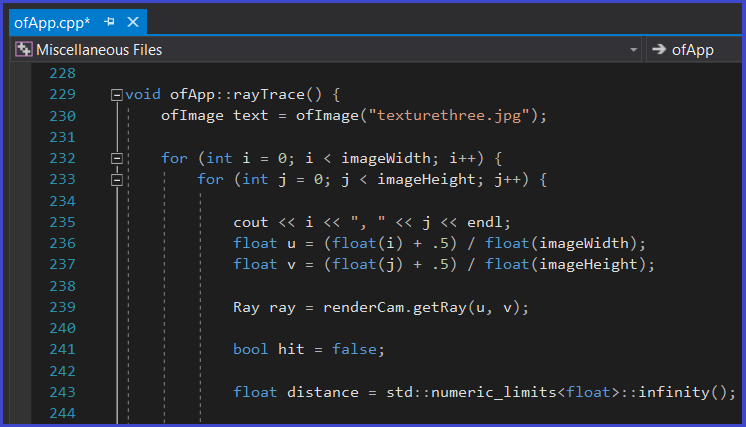 ofApp.cpp*
Miscellaneous Files ofApp
228
229 void ofApp::rayTrace() {
230 ofImage text = ofImage("texturethree.jpg");
231
232 for (int i = 0; i < imageWidth; i++) {
233 for (int j = 0; j < imageHeight; j++) {
234
235 cout << i << ", " << j << endl;
236 float u = (float(i) + .5) / float(imageWidth);
237 float v = (float(j) + .5) / float(imageHeight);
238
239 Ray ray = renderCam.getRay(u, v);
240
241 bool hit = false;
242
243 float distance = std::numeric_limits<float>::infinity();
244